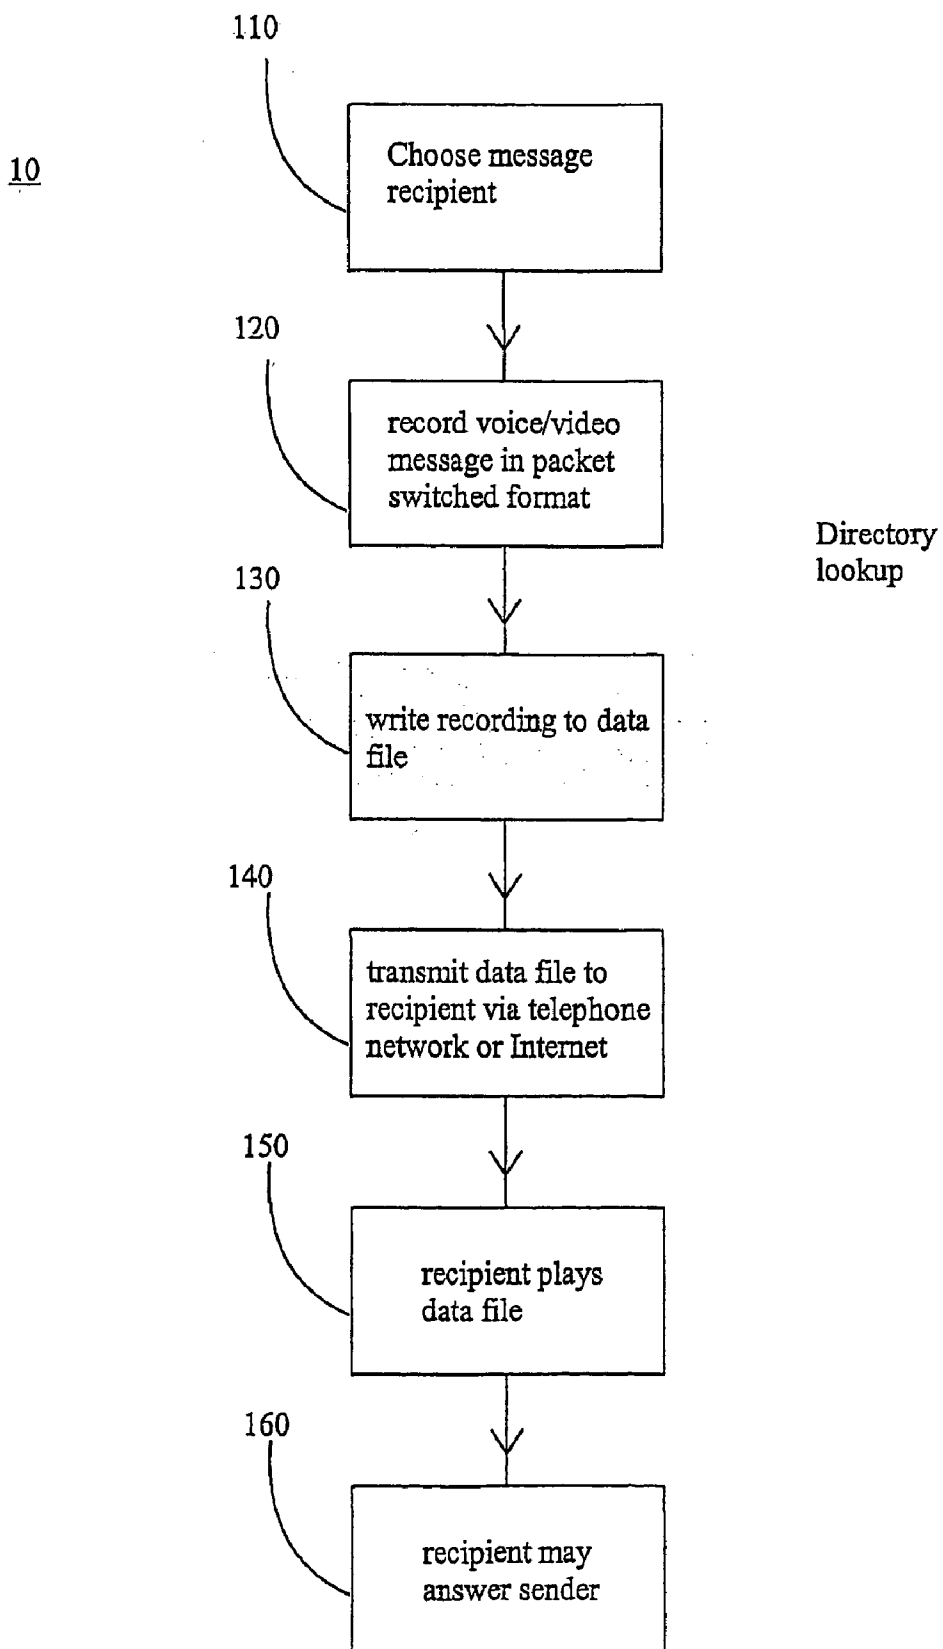 110
10
Choose message
recipient
120
record voice/video
message in packet
switched format
Directory
lookup
130
write recording to data
file
140
transmit data file to
recipient via telephone
network or Internet
150
recipient plays
data file
160
recipient may
answer sender